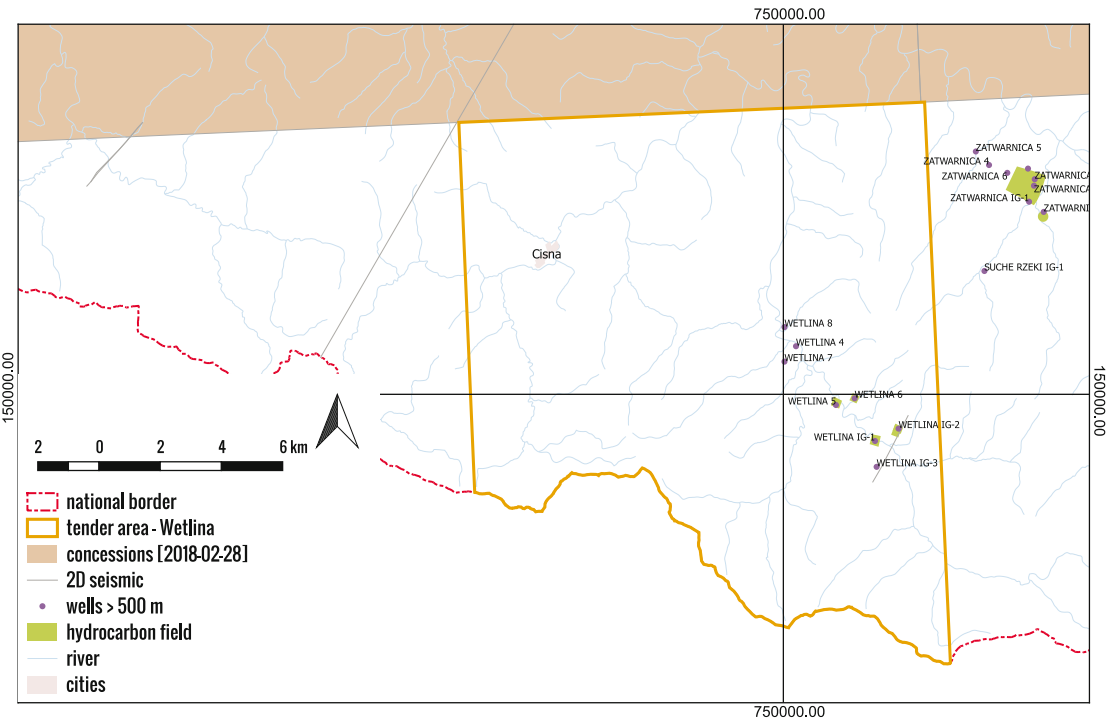 750000.00
ZATWARNICA 5
ZATWARNICA 4
ZATWARNICA 6
ZATWARNICA
ZATWARNICA
ZATWARNICA IG-1
ZATWARNI
Cisna
SUCHE RZEKI IG-1
WETLINA 8
WETLINA 4
WETLINA 7
150000.00
150000.00
WETLINA 6
WETLINA 5
WETLINA IG-2
WETLINA IG-1
WETLINA IG-3
2 0 2 4 6 km
national border
tender area - Wetlina
concessions [2018-02-28]
2D seismic
wells > 500 m
hydrocarbon field
river
cities
750000.00